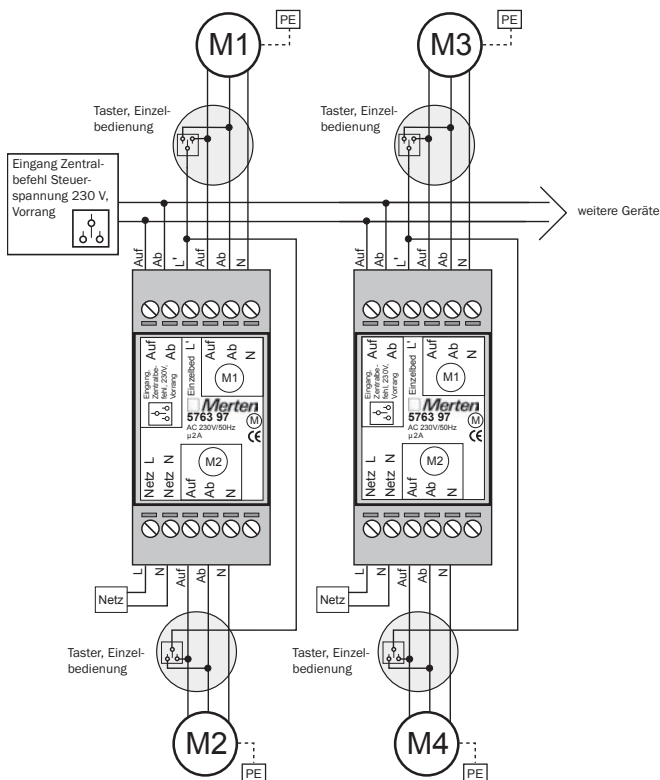 M1
PE
M3
PE
Taster, Einzel-
bedienung
Taster, Einzel-
bedienung
Eingang Zentral-
befehl Steuer-
spannung 230 V,
Vorrang
weitere Geräte
Auf
Ab
L'
Auf
Ab
N
Auf
Ab
L'
Auf
Ab
N
Eingang,
Zentralbe-
fehl, 230V,
Vorrang
Auf
Ab
Einzelbed L'
Auf
Ab
N
M1
Merten
5763 97
AC 230V/50Hz
µ2A
M
CE
Netz L
Netz N
Auf
Ab
N
M2
Eingang,
Zentralbe-
fehl, 230V,
Vorrang
Auf
Ab
Einzelbed L'
Auf
Ab
N
M1
Merten
5763 97
AC 230V/50Hz
µ2A
M
CE
Netz L
Netz N
Auf
Ab
N
M2
L
N
Auf
Ab
N
L
N
Auf
Ab
N
Netz
Netz
Taster, Einzel-
bedienung
Taster, Einzel-
bedienung
M2
PE
M4
PE